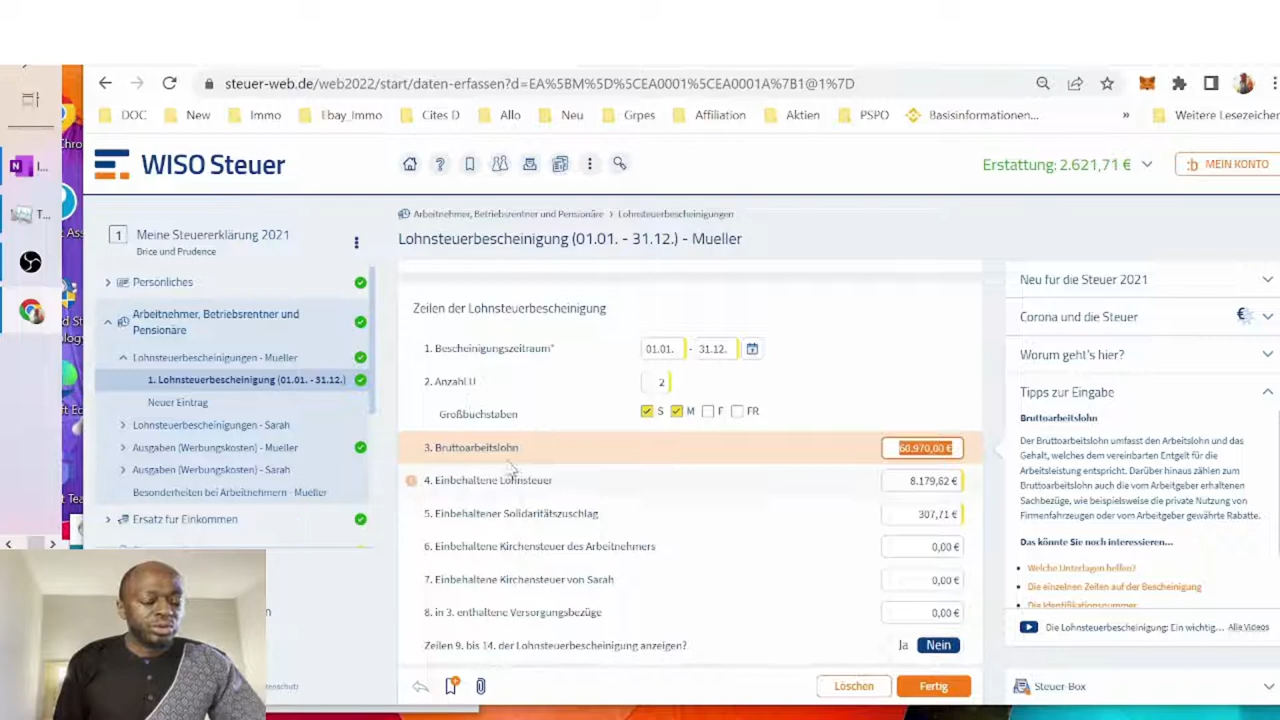 steuer-web.de/web2022/start/daten-erfassen?d=EA%5BM%5D%5CEA0001%5CEA0001A%7B1@1%7D
DOC New Immo Ebay_Immo Cites D Allo Neu Grpes Affiliation Aktien PSPO Basisinformationen... » Weitere Lesezeichen
WISO Steuer
Erstattung: 2.621,71 €
:b MEIN KONTO
Arbeitnehmer, Betriebsrentner und Pensionäre > Lohnsteuerbescheinigungen
Lohnsteuerbescheinigung (01.01. - 31.12.) - Mueller
1 Meine Steuererklärung 2021
Brice und Prudence
Persönliches
Arbeitnehmer, Betriebsrentner und
Pensionäre
Lohnsteuerbescheinigungen - Mueller
1. Lohnsteuerbescheinigung (01.01. - 31.12.)
Neuer Eintrag
Lohnsteuerbescheinigungen - Sarah
Ausgaben (Werbungskosten) - Mueller
Ausgaben (Werbungskosten) - Sarah
Besonderheiten bei Arbeitnehmern - Mueller
Ersatz für Einkommen
Zeilen der Lohnsteuerbescheinigung
1. Bescheinigungszeitraum* 01.01. - 31.12.
2. Anzahl U 2
Großbuchstaben S M F FR
3. Bruttoarbeitslohn 60.970,00 €
4. Einbehaltene Lohnsteuer 8.179,62 €
5. Einbehaltener Solidaritätszuschlag 307,71 €
6. Einbehaltene Kirchensteuer des Arbeitnehmers 0,00 €
7. Einbehaltene Kirchensteuer von Sarah 0,00 €
8. in 3. enthaltene Versorgungsbezüge 0,00 €
Zeilen 9. bis 14. der Lohnsteuerbescheinigung anzeigen? Ja Nein
Löschen Fertig
Neu für die Steuer 2021
Corona und die Steuer
Worum geht's hier?
Tipps zur Eingabe
Bruttoarbeitslohn
Der Bruttoarbeitslohn umfasst den Arbeitslohn und das
Gehalt, welches dem vereinbarten Entgelt für die
Arbeitsleistung entspricht. Darüber hinaus zählen zum
Bruttoarbeitslohn auch die vom Arbeitgeber erhaltenen
Sachbezüge, wie beispielsweise die private Nutzung von
Firmenfahrzeugen oder vom Arbeitgeber gewährte Rabatte.
Das könnte Sie noch interessieren...
Welche Unterlagen helfen?
Die einzelnen Zeilen auf der Bescheinigung
Die Identifikationsnummer
Die Lohnsteuerbescheinigung: Ein wichtig... Alle Videos
Steuer-Box